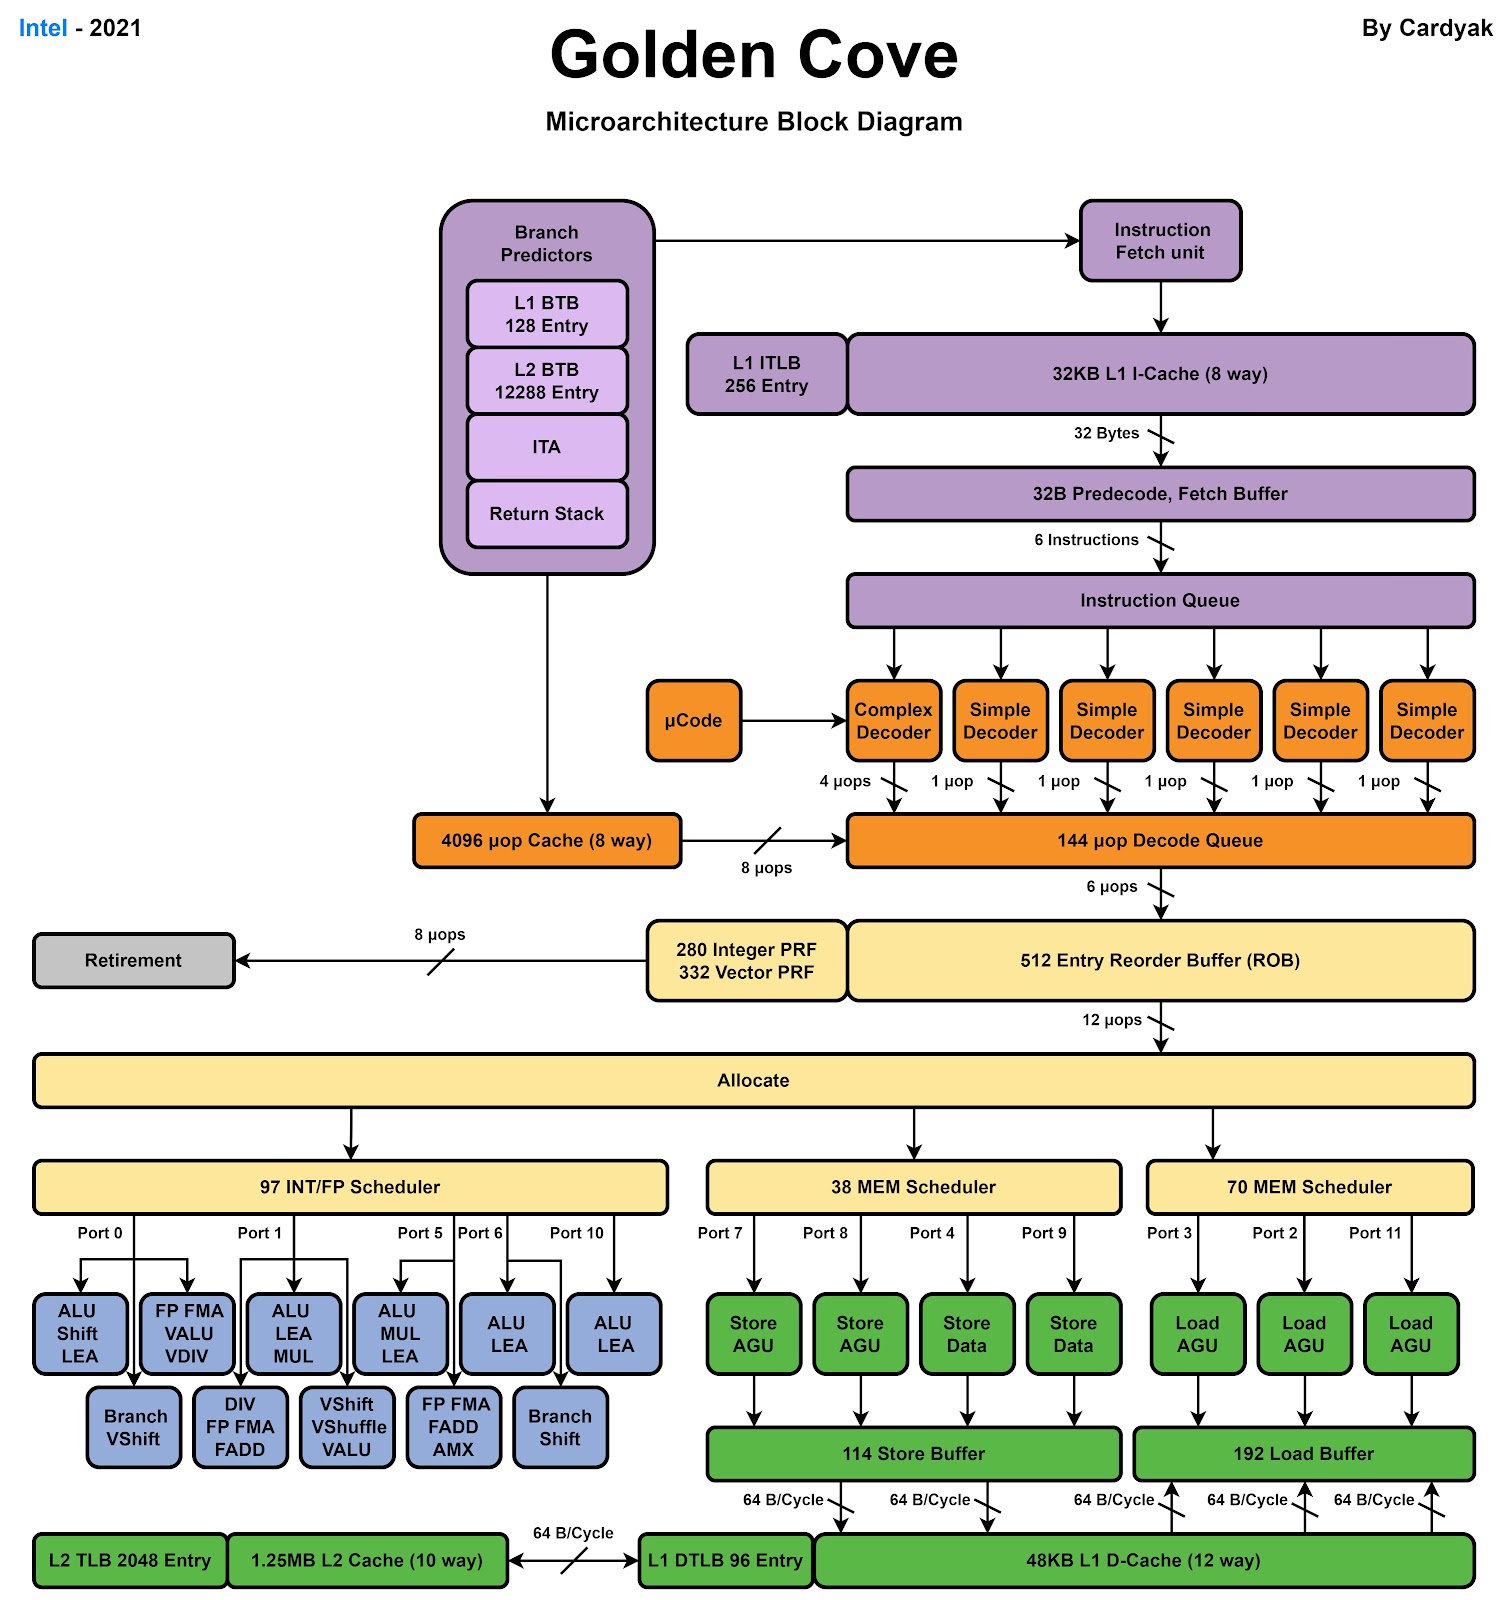 Intel - 2021
By Cardyak
Golden Cove
Microarchitecture Block Diagram
Branch
Predictors
L1 BTB
128 Entry
L2 BTB
12288 Entry
ITA
Return Stack
Instruction
Fetch unit
L1 ITLB
256 Entry
32KB L1 I-Cache (8 way)
32 Bytes
32B Predecode, Fetch Buffer
6 Instructions
Instruction Queue
µCode
Complex
Decoder
Simple
Decoder
Simple
Decoder
Simple
Decoder
Simple
Decoder
Simple
Decoder
4 µops
1 µop
1 µop
1 µop
1 µop
1 µop
4096 µop Cache (8 way)
8 µops
144 µop Decode Queue
6 µops
Retirement
8 µops
280 Integer PRF
332 Vector PRF
512 Entry Reorder Buffer (ROB)
12 µops
Allocate
97 INT/FP Scheduler
38 MEM Scheduler
70 MEM Scheduler
Port 0
Port 1
Port 5
Port 6
Port 10
Port 7
Port 8
Port 4
Port 9
Port 3
Port 2
Port 11
ALU
Shift
LEA
FP FMA
VALU
VDIV
ALU
LEA
MUL
ALU
MUL
LEA
ALU
LEA
ALU
LEA
Store
AGU
Store
AGU
Store
Data
Store
Data
Load
AGU
Load
AGU
Load
AGU
Branch
VShift
DIV
FP FMA
FADD
VShift
VShuffle
VALU
FP FMA
FADD
AMX
Branch
Shift
114 Store Buffer
192 Load Buffer
64 B/Cycle
64 B/Cycle
64 B/Cycle
64 B/Cycle
64 B/Cycle
L2 TLB 2048 Entry
1.25MB L2 Cache (10 way)
64 B/Cycle
L1 DTLB 96 Entry
48KB L1 D-Cache (12 way)